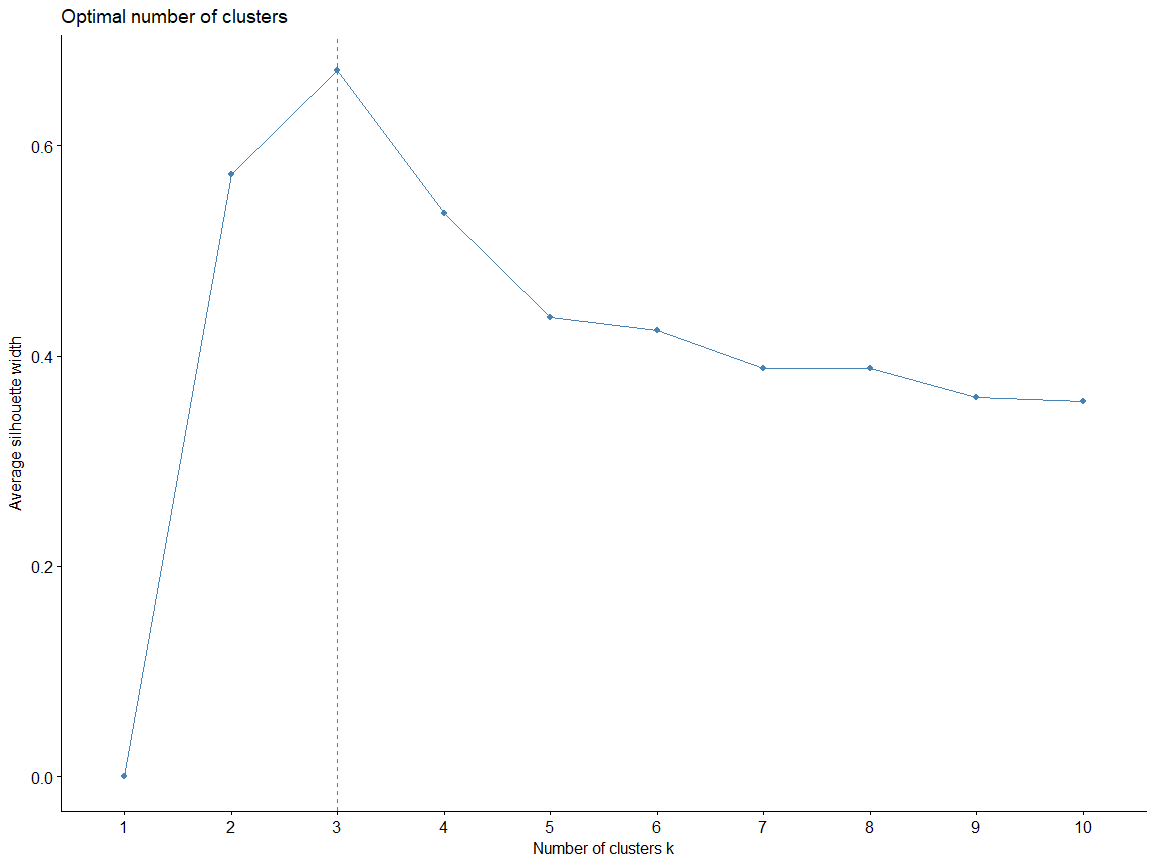 Optimal number of clusters
Average silhouette width
0.6
0.4
0.2
0.0
1 2 3 4 5 6 7 8 9 10
Number of clusters k